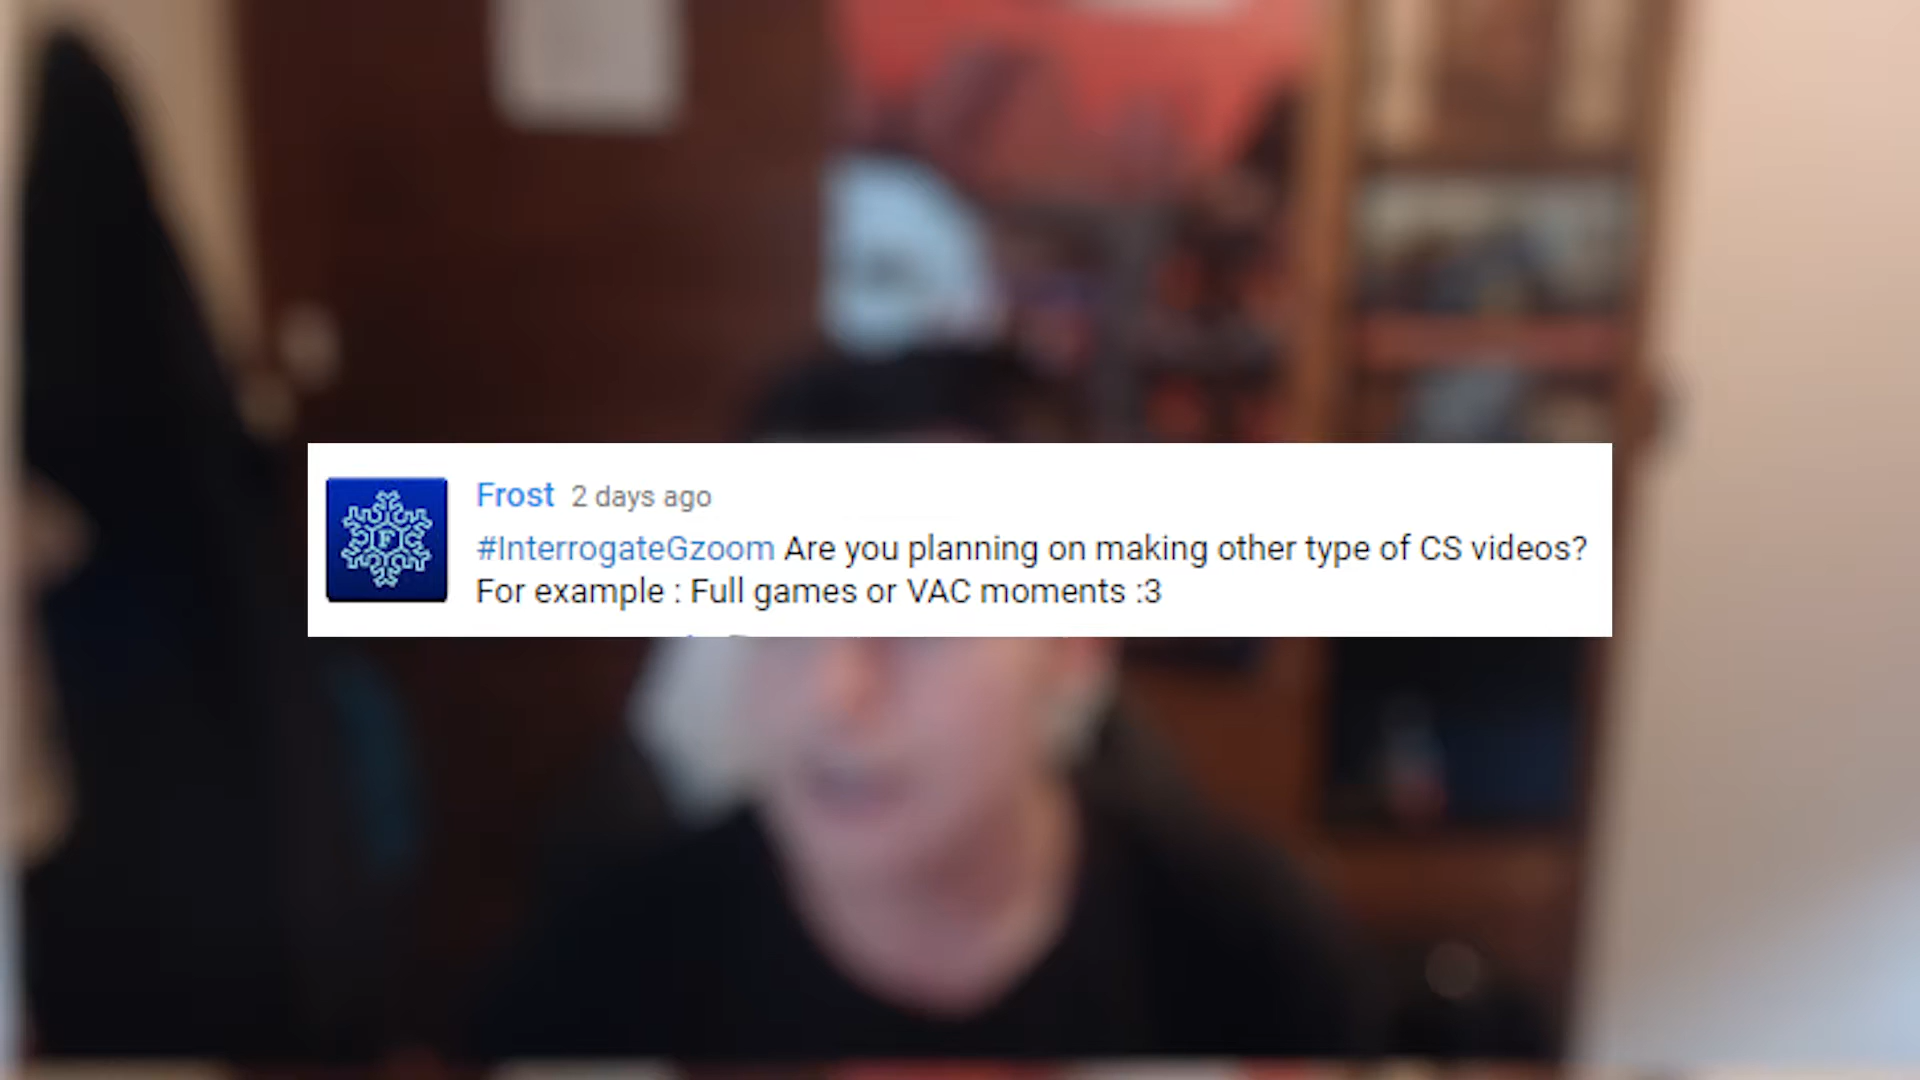 Frost 2 days ago
#InterrogateGzoom Are you planning on making other type of CS videos?
For example : Full games or VAC moments :3
F